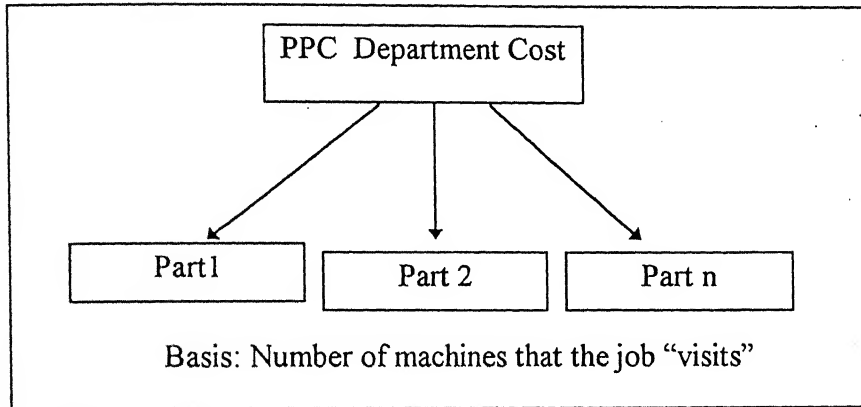 PPC Department Cost
Part1
Part 2
Part n
Basis: Number of machines that the job “visits”